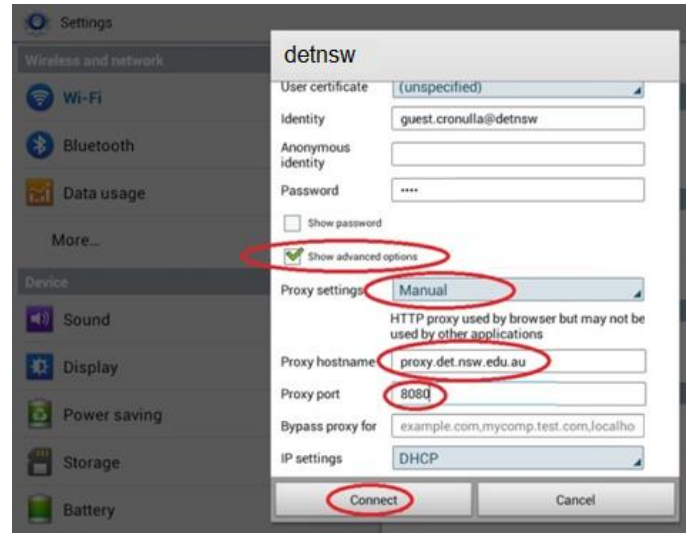 Settings
Wireless and network
Wi-Fi
Bluetooth
Data usage
More...
Device
Sound
Display
Power saving
Storage
Battery
detnsw
User certificate (unspecified)
Identity guest.cronulla@detnsw
Anonymous
identity
Password ••••
Show password
Show advanced options
Proxy settings Manual
HTTP proxy used by browser but may not be
used by other applications
Proxy hostname proxy.det.nsw.edu.au
Proxy port 8080
Bypass proxy for example.com,mycomp.test.com,localho
IP settings DHCP
Connect Cancel